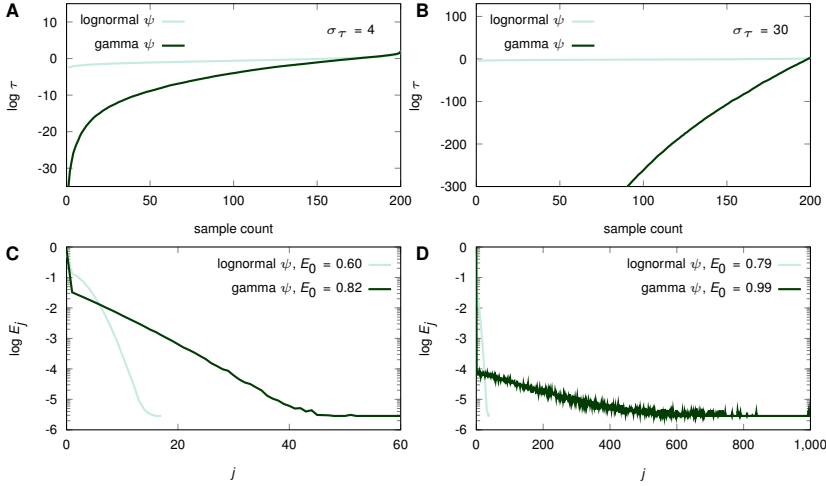 A
lognormal ψ
gamma ψ
σ_τ = 4
10
0
-10
-20
-30
log τ
0 50 100 150 200
sample count
B
lognormal ψ
gamma ψ
σ_τ = 30
100
0
-100
-200
-300
log τ
0 50 100 150 200
sample count
C
lognormal ψ, E_0 = 0.60
gamma ψ, E_0 = 0.82
0
-1
-2
-3
-4
-5
-6
log E_j
0 20 40 60
j
D
lognormal ψ, E_0 = 0.79
gamma ψ, E_0 = 0.99
0
-1
-2
-3
-4
-5
-6
log E_j
0 200 400 600 800 1,000
j